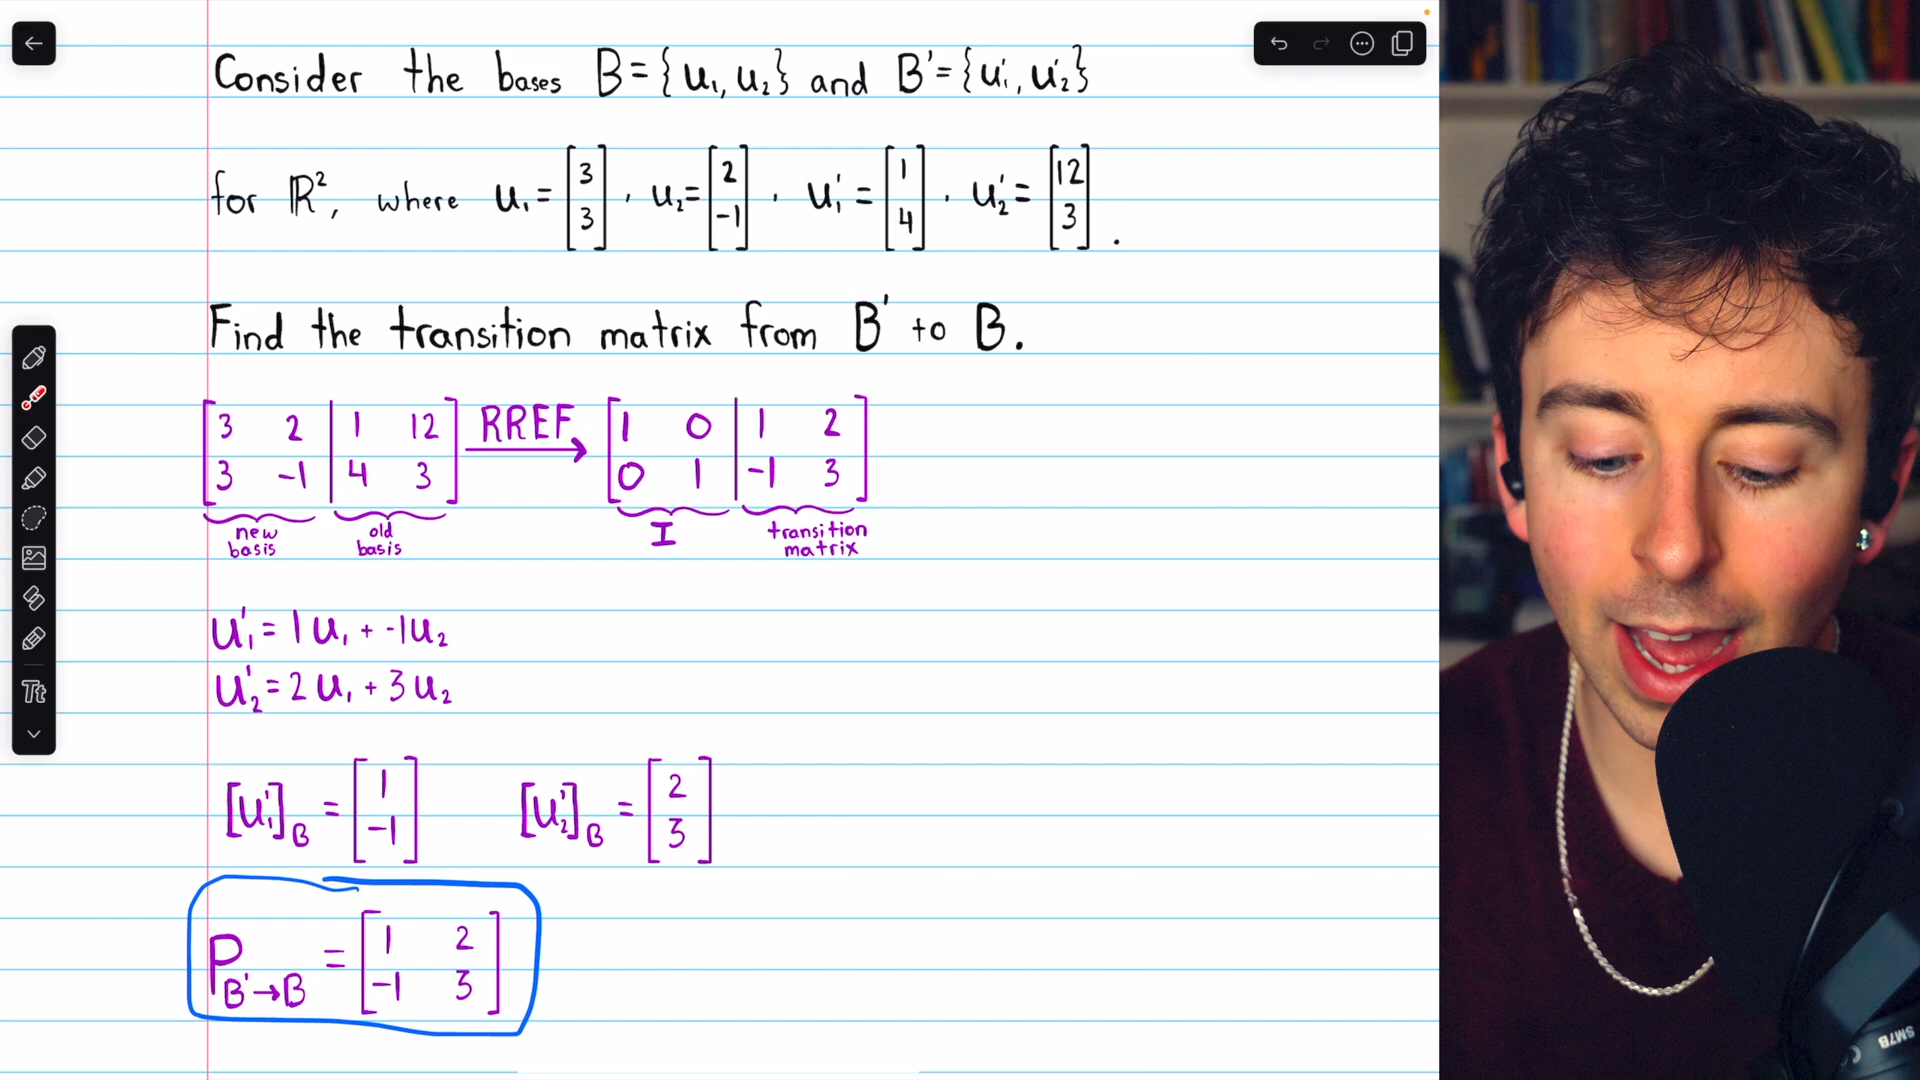 Consider the bases B={u₁,u₂} and B'={u₁',u₂'}
for ℝ², where u₁=[3 3], u₂=[2 -1], u₁'=[1 4], u₂'=[12 3].
Find the transition matrix from B' to B.
[3 2 | 1 12] RREF → [1 0 | 1 2]
[3 -1 | 4 3] [0 1 | -1 3]
new basis old basis I transition matrix
u₁'= 1u₁ + -1u₂
u₂'= 2u₁ + 3u₂
[u₁']B = [1 -1] [u₂']B = [2 3]
P B'→B = [1 2
-1 3]
Tt
SM7B